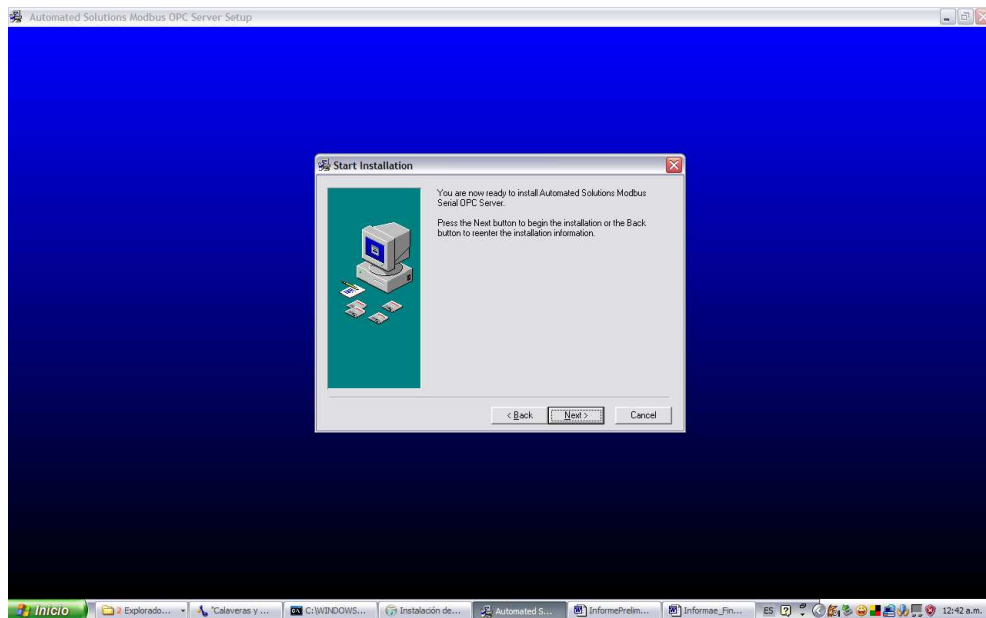 Automated Solutions Modbus OPC Server Setup
Start Installation
You are now ready to install Automated Solutions Modbus
Serial OPC Server.
Press the Next button to begin the installation or the Back
button to reenter the installation information.
< Back
Next >
Cancel
Inicio
2 Explorado...
"Calaveras y ...
C:\WINDOWS...
Instalación de...
Automated S...
InformePrelim...
Informae_Fin...
ES
12:42 a.m.